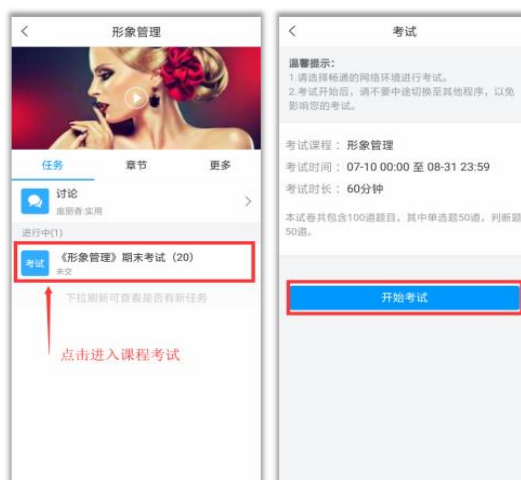 形象管理
任务
章节
更多
讨论
施丽香:实用
进行中(1)
考试
《形象管理》期末考试（20）
未交
下拉刷新可查看是否有新任务
点击进入课程考试
考试
温馨提示：
1.请选择畅通的网络环境进行考试。
2.考试开始后，请不要中途切换至其他程序，以免
影响您的考试。
考试课程： 形象管理
考试时间： 07-10 00:00 至 08-31 23:59
考试时长： 60分钟
本试卷共包含100道题目，其中单选题50道，判断题
50道。
开始考试